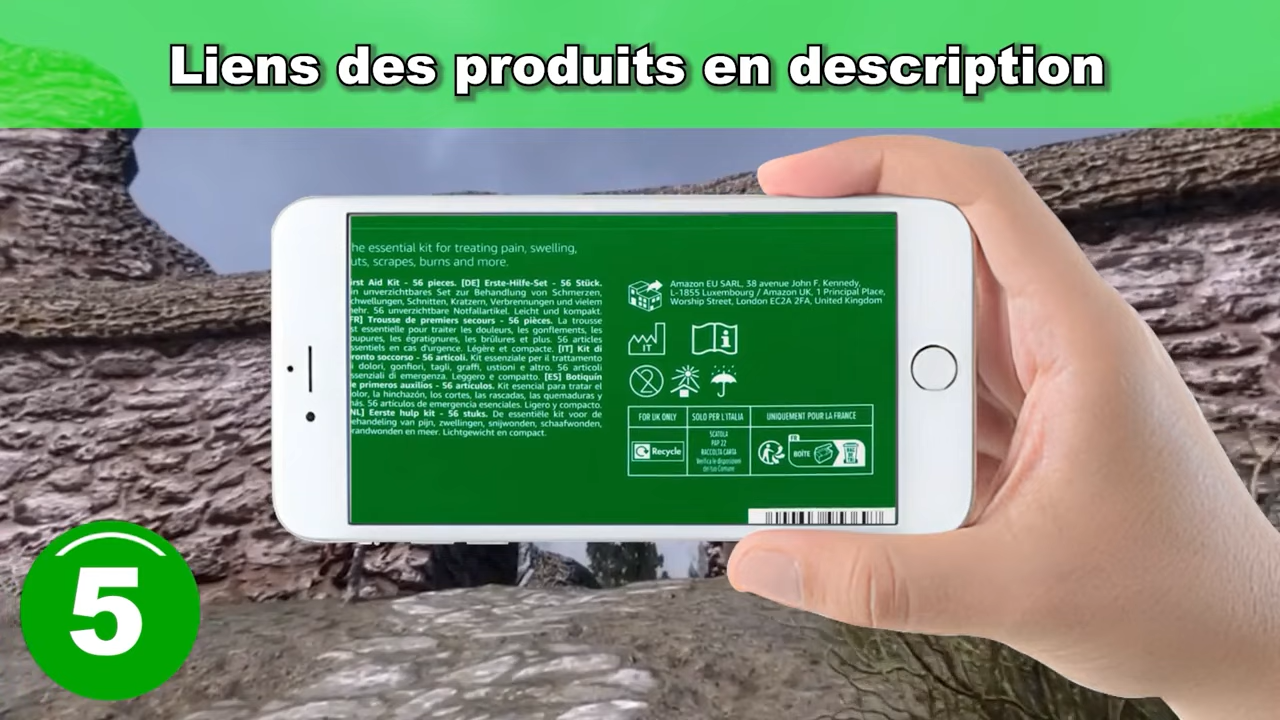 Liens des produits en description
he essential kit for treating pain, swelling,
uts, scrapes, burns and more.
irst Aid Kit - 56 pieces. [DE] Erste-Hilfe-Set - 56 Stück.
in unverzichtbares Set zur Behandlung von Schmerzen,
chwellungen, Schnitten, Kratzern, Verbrennungen und vielem
ehr. 56 unverzichtbare Notfallartikel. Leicht und kompakt.
FR] Trousse de premiers secours - 56 pièces. La trousse
st essentielle pour traiter les douleurs, les gonflements, les
oupures, les égratignures, les brûlures et plus. 56 articles
ssentiels en cas d'urgence. Légère et compacte. [IT] Kit di
ronto soccorso - 56 articoli. Kit essenziale per il trattamento
i dolori, gonfiori, tagli, graffi, ustioni e altro. 56 articoli
ssenziali di emergenza. Leggero e compatto. [ES] Botiquín
e primeros auxilios - 56 artículos. Kit esencial para tratar el
olor, la hinchazón, los cortes, las rascadas, las quemaduras y
más. 56 artículos de emergencia esenciales. Ligero y compacto.
NL] Eerste hulp kit - 56 stuks. De essentiële kit voor de
ehandeling van pijn, zwellingen, snijwonden, schaafwonden,
randwonden en meer. Lichtgewicht en compact.
Amazon EU SARL, 38 avenue John F. Kennedy,
L-1855 Luxembourg / Amazon UK, 1 Principal Place,
Worship Street, London EC2A 2FA, United Kingdom
IT
2
FOR UK ONLY
SOLO PER L'ITALIA
UNIQUEMENT POUR LA FRANCE
Recycle
SCATOLA
PAP 22
RACCOLTA CARTA
Verifica le disposizioni
del tuo Comune
FR
BOÎTE
BAC
DE
TRI
5